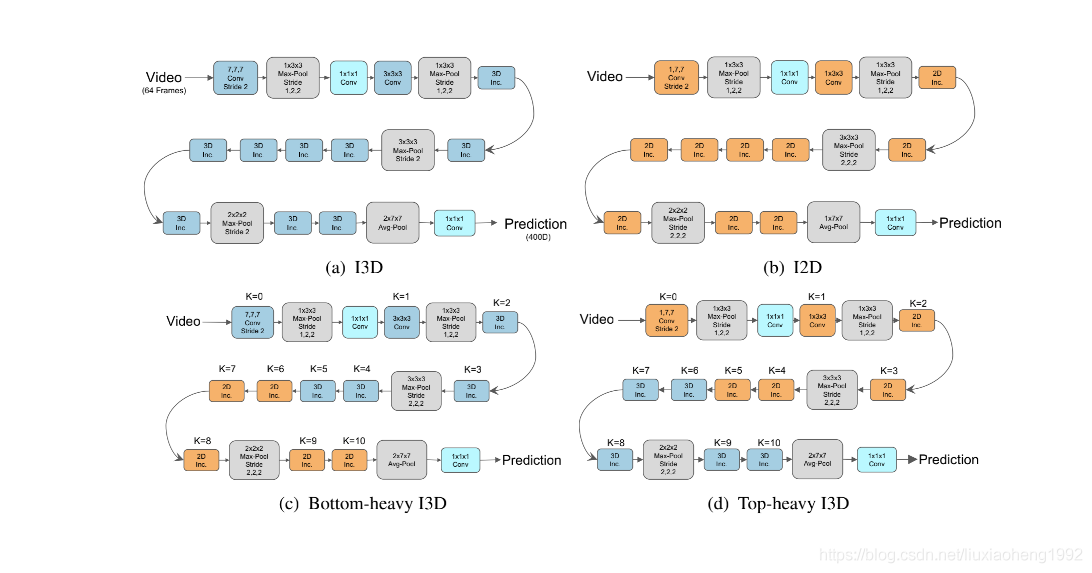 Video
(64 Frames)
7,7,7
Conv
Stride 2
1x3x3
Max-Pool
Stride
1,2,2
1x1x1
Conv
3x3x3
Conv
1x3x3
Max-Pool
Stride
1,2,2
3D
Inc.
3D
Inc
3D
Inc
3D
Inc.
3D
Inc.
3x3x3
Max-Pool
Stride 2
3D
Inc.
3D
Inc
2x2x2
Max-Pool
Stride 2
3D
Inc.
3D
Inc.
2x7x7
Avg-Pool
1x1x1
Conv
Prediction
(400D)
(a) I3D
Video
1,7,7
Conv
Stride 2
1x3x3
Max-Pool
Stride
1,2,2
1x1x1
Conv
1x3x3
Conv
1x3x3
Max-Pool
Stride
1,2,2
2D
Inc.
2D
Inc.
2D
Inc.
2D
Inc.
2D
Inc.
3x3x3
Max-Pool
Stride
2,2,2
2D
Inc.
2D
Inc.
2x2x2
Max-Pool
Stride
2,2,2
2D
Inc.
2D
Inc.
1x7x7
Avg-Pool
1x1x1
Conv
Prediction
(b) I2D
K=0
K=1
K=2
Video
7,7,7
Conv
Stride 2
1x3x3
Max-Pool
Stride
1,2,2
1x1x1
Conv
3x3x3
Conv
1x3x3
Max-Pool
Stride
1,2,2
3D
Inc.
K=7
K=6
K=5
K=4
K=3
2D
Inc.
2D
Inc.
3D
Inc.
3D
Inc.
3x3x3
Max-Pool
Stride
2,2,2
3D
Inc.
K=8
K=9
K=10
2D
Inc.
2x2x2
Max-Pool
Stride
2,2,2
2D
Inc.
2D
Inc.
2x7x7
Avg-Pool
1x1x1
Conv
Prediction
(c) Bottom-heavy I3D
K=0
K=1
K=2
Video
1,7,7
Conv
Stride 2
1x3x3
Max-Pool
Stride
1,2,2
1x1x1
Conv
1x3x3
Conv
1x3x3
Max-Pool
Stride
1,2,2
2D
Inc.
K=7
K=6
K=5
K=4
K=3
3D
Inc.
3D
Inc.
2D
Inc.
2D
Inc.
3x3x3
Max-Pool
Stride
2,2,2
2D
Inc.
K=8
K=9
K=10
3D
Inc.
2x2x2
Max-Pool
Stride
2,2,2
3D
Inc.
3D
Inc.
2x7x7
Avg-Pool
1x1x1
Conv
Prediction
(d) Top-heavy I3D
https://blog.csdn.net/liuxiaoheng1992